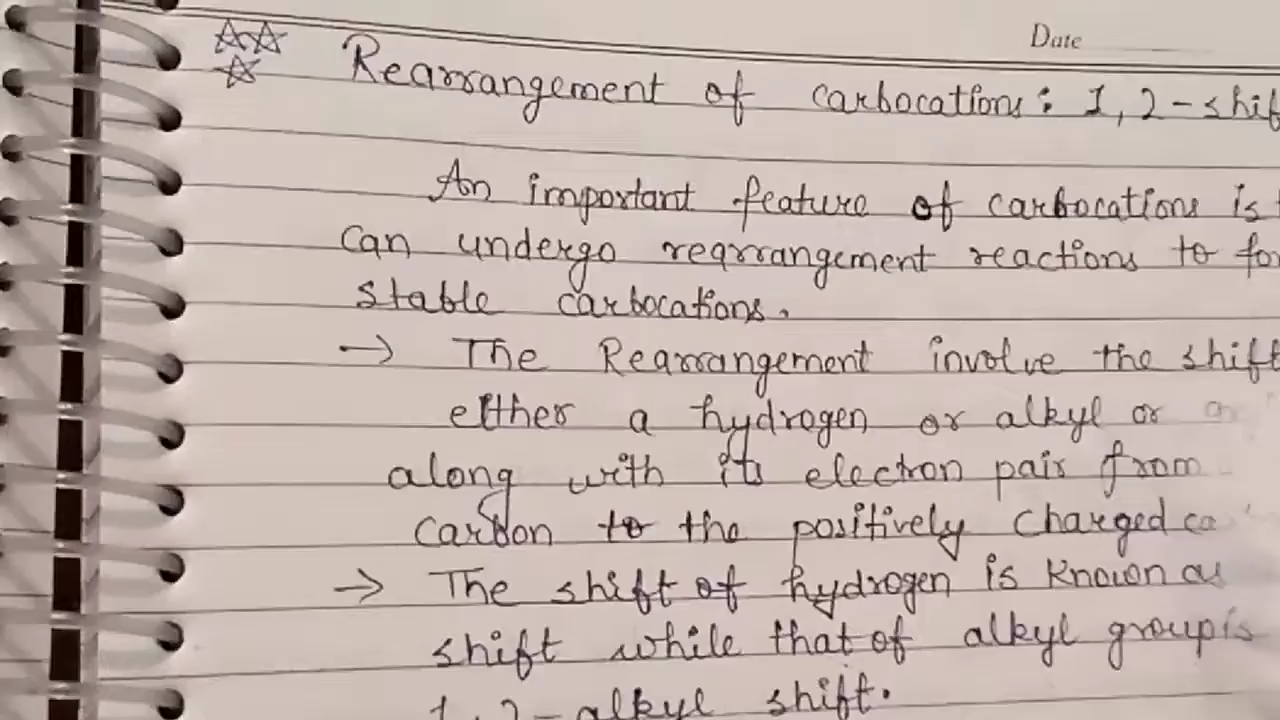 Date
Rearrangement of carbocations: 1,2-shif
An important feature of carbocations is
can undergo rearrangement reactions to fo
stable carbocations.
→ The Rearrangement involve the shift
either a hydrogen or alkyl or
along with its electron pair from
carbon to the positively charged ca
→ The shift of hydrogen is known as
shift while that of alkyl group is
1,2-alkyl shift.